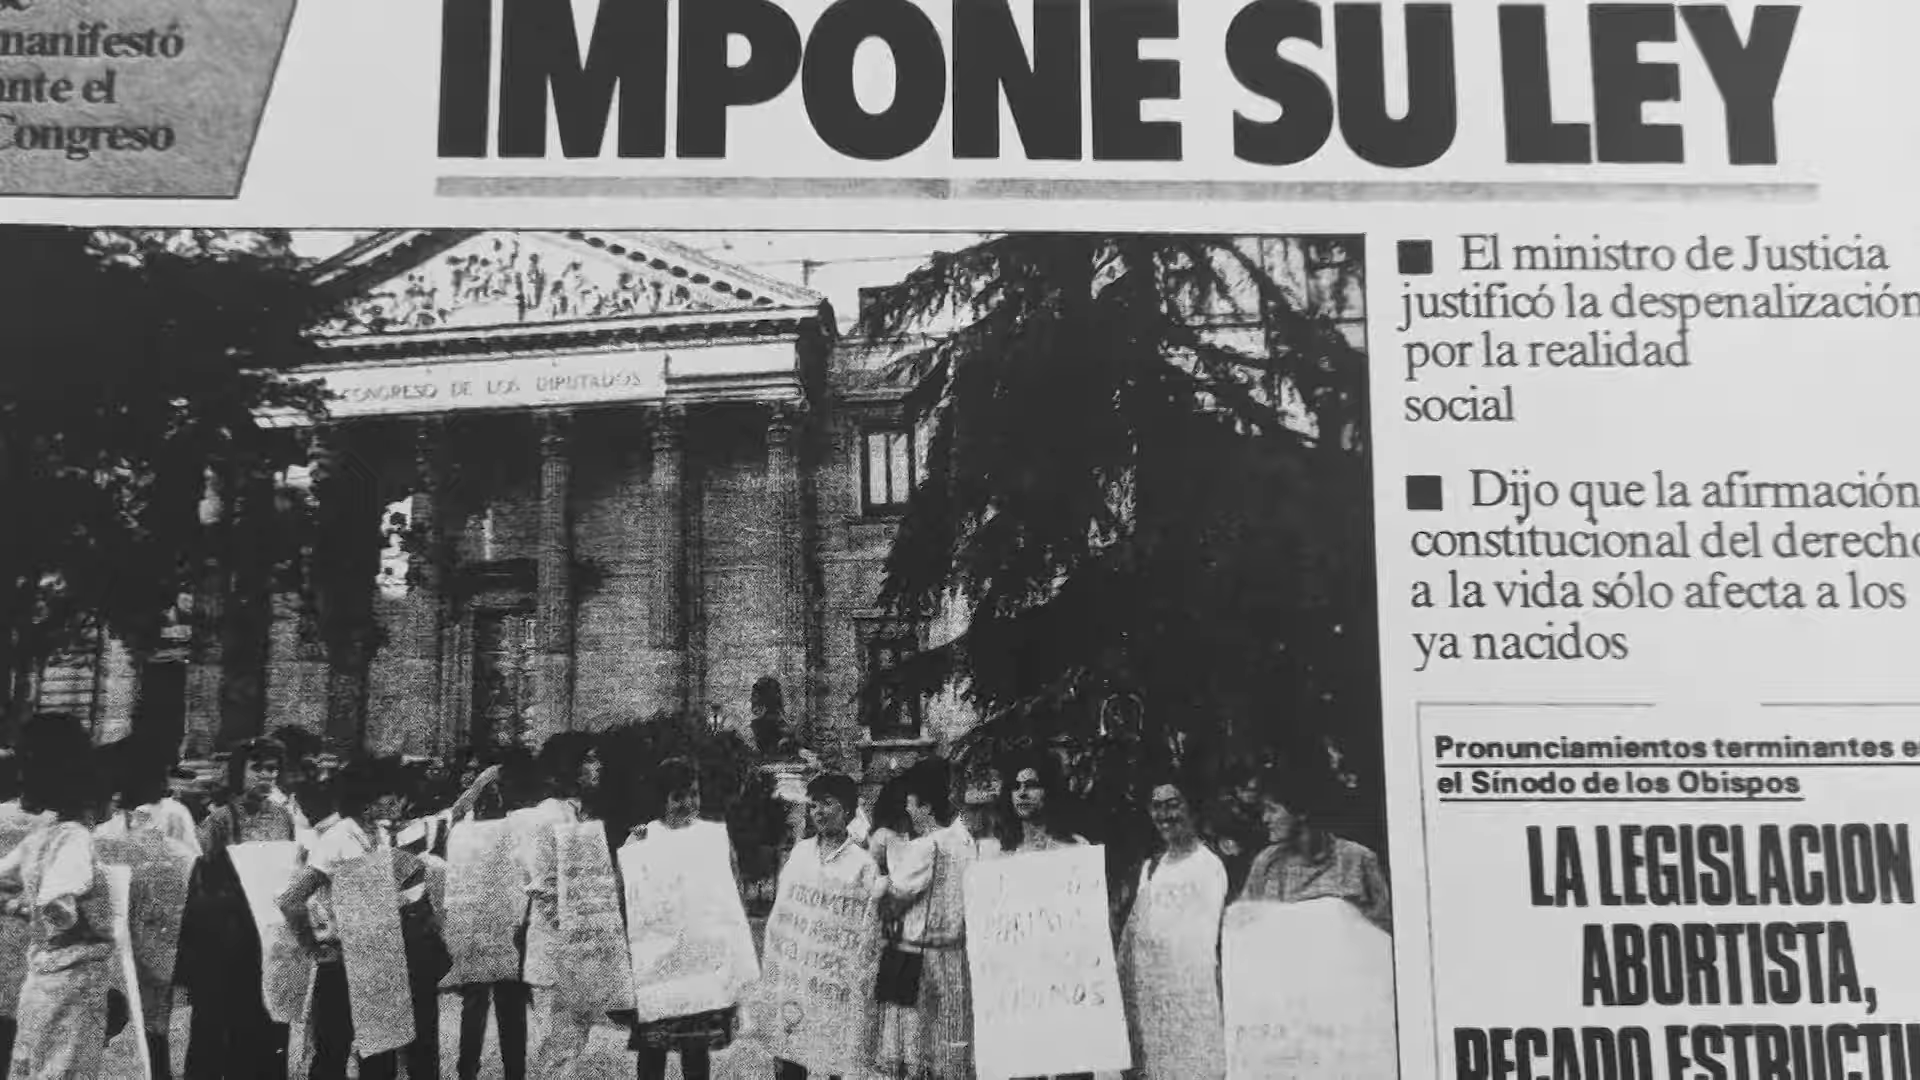 manifestó
ante el
Congreso
IMPONE SU LEY
CONGRESO DE LOS DIPUTADOS
■ El ministro de Justicia
justificó la despenalización
por la realidad
social
■ Dijo que la afirmación
constitucional del derecho
a la vida sólo afecta a los
ya nacidos
Pronunciamientos terminantes e
el Sínodo de los Obispos
LA LEGISLACION
ABORTISTA,
PECADO ESTRUCTU